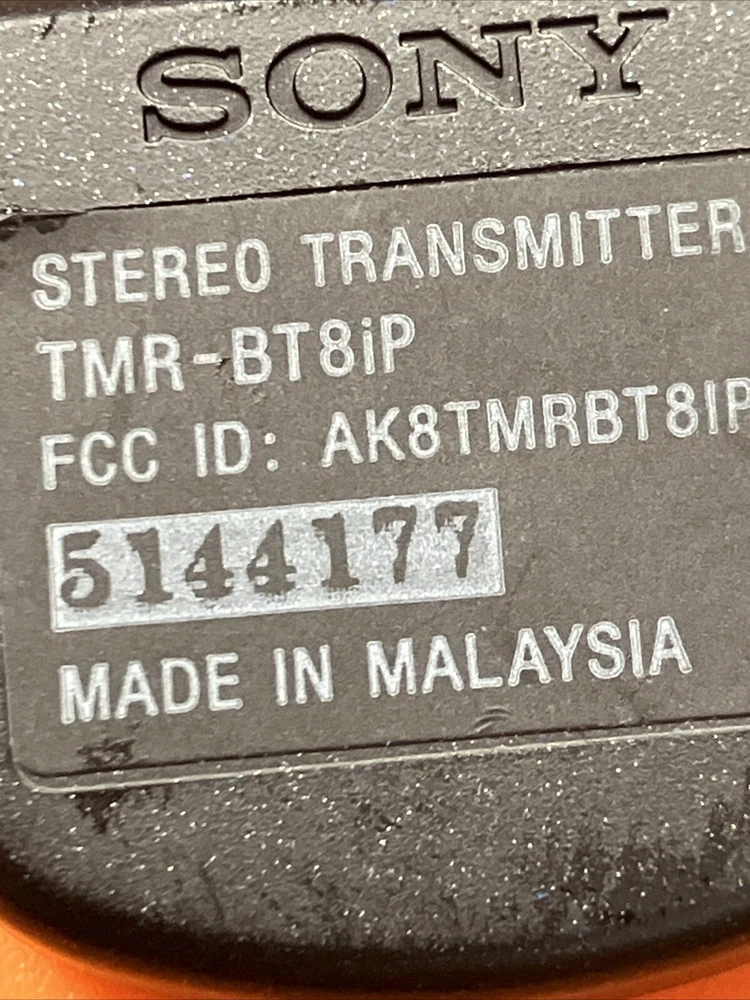 SONY
STEREO TRANSMITTER
TMR-BT8iP
FCC ID: AK8TMRBT8IP
5144177
MADE IN MALAYSIA